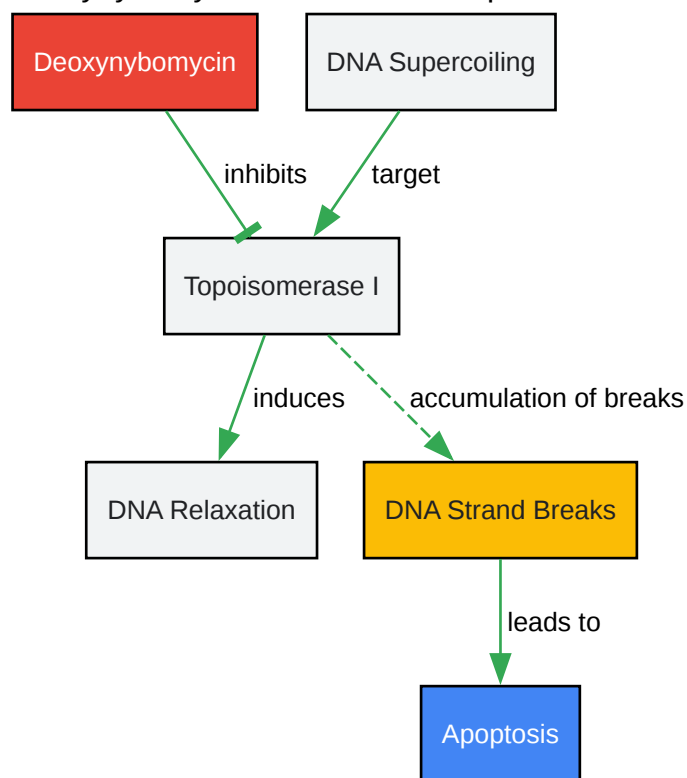 Deoxynybomycin
DNA Supercoiling
inhibits
target
Topoisomerase I
induces
accumulation of breaks
DNA Relaxation
DNA Strand Breaks
leads to
Apoptosis